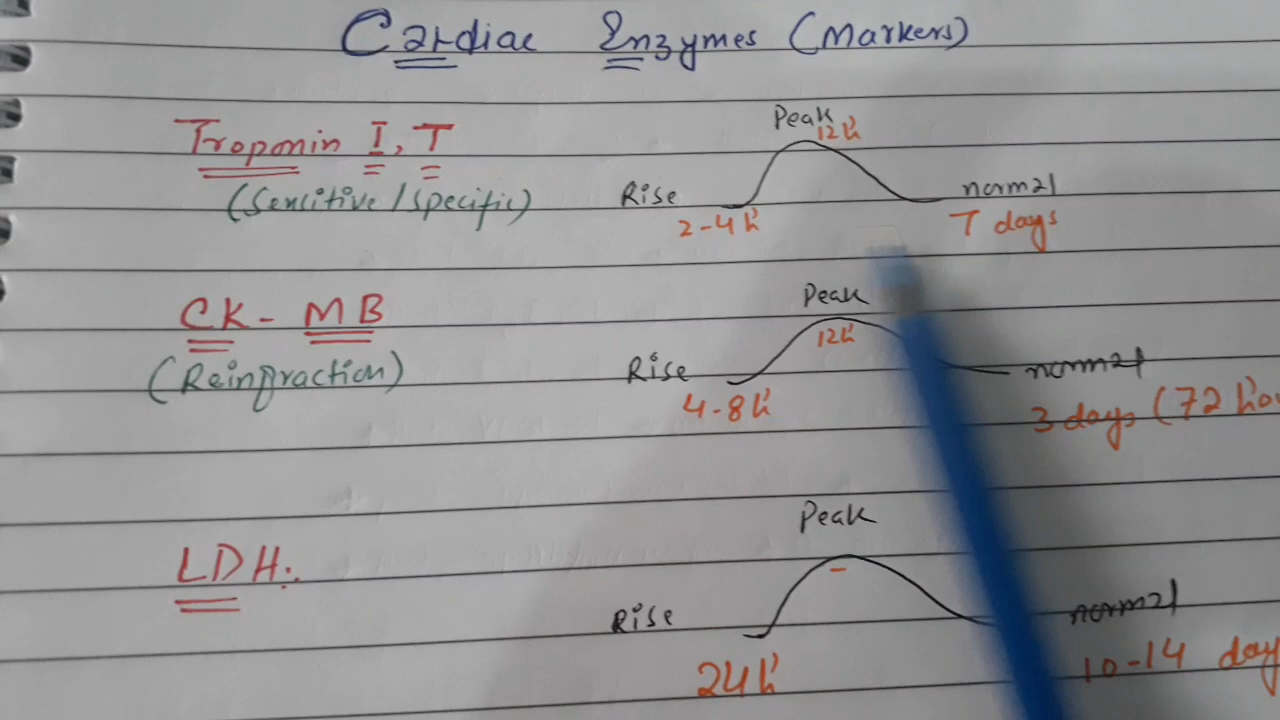 Cardiac Enzymes (Markers)
Troponin I, T
(Sensitive / Specific)
Peak
12h
Rise
2-4h
normal
7 days
CK-MB
(Reinfraction)
Peak
12h
Rise
4-8h
normal
3 days (72 ho
LDH.
Peak
-
Rise
24h
normal
10-14 day